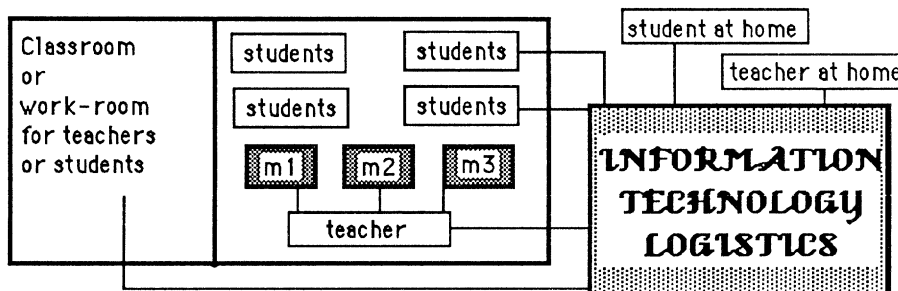 Classroom
or
work-room
for teachers
or students
students
students
students
students
m1
m2
m3
teacher
student at home
teacher at home
INFORMATION
TECHNOLOGY
LOGISTICS